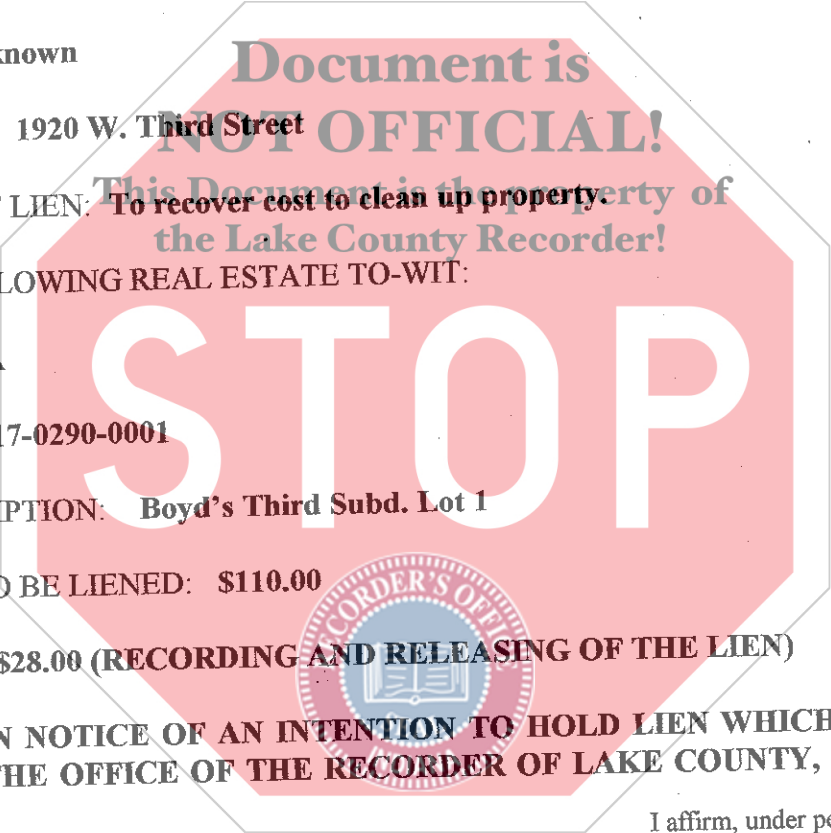 known
Document is
NOT OFFICIAL!
1920 W. Third Street
This Document is the property of
LIEN: To recover cost to clean up property.
the Lake County Recorder!
LOWING REAL ESTATE TO-WIT:
STOP
17-0290-0001
PTION: Boyd's Third Subd. Lot 1
BE LIENED: $110.00
RECORDER'S OFFICE
$28.00 (RECORDING AND RELEASING OF THE LIEN)
N NOTICE OF AN INTENTION TO HOLD LIEN WHICH
THE OFFICE OF THE RECORDER OF LAKE COUNTY,
I affirm, under pe